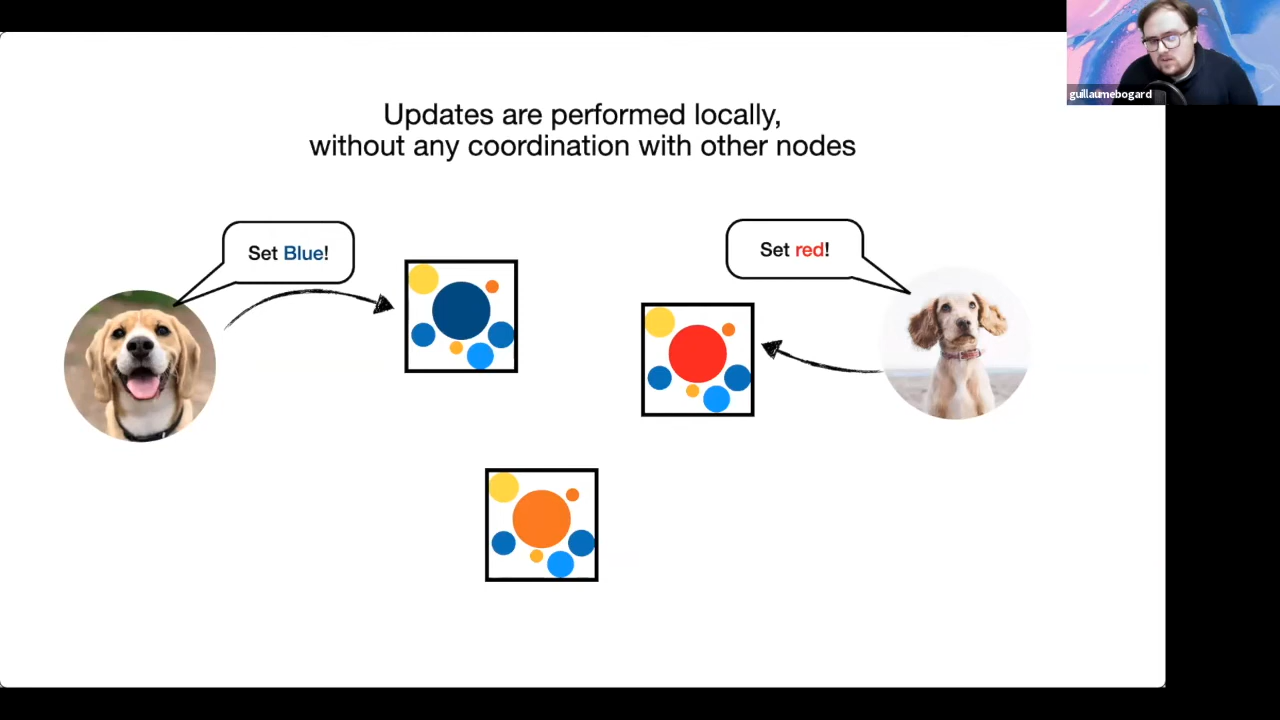 guillaumebogard
Updates are performed locally,
without any coordination with other nodes
Set Blue!
Set red!